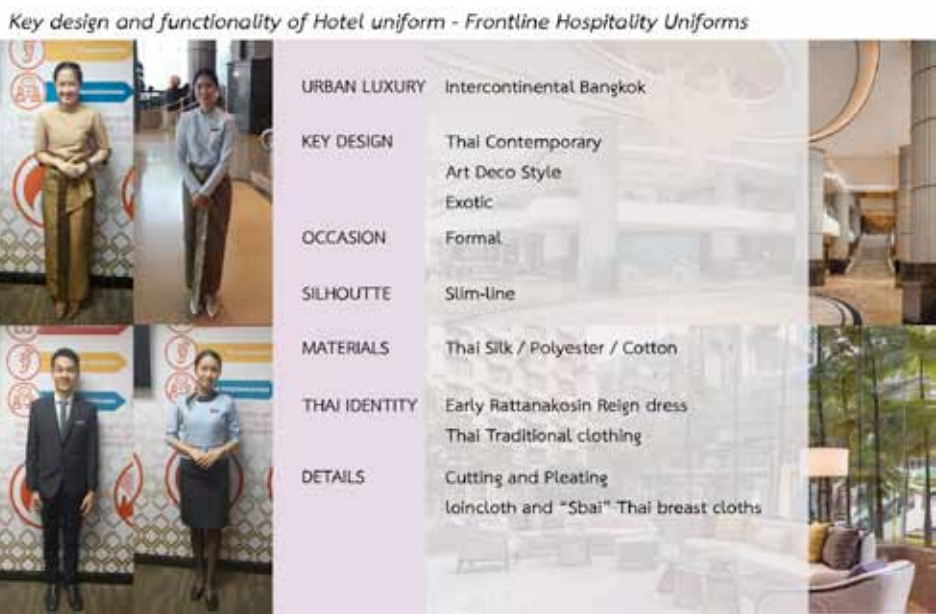 Key design and functionality of Hotel uniform - Frontline Hospitality Uniforms
URBAN LUXURY Intercontinental Bangkok
KEY DESIGN Thai Contemporary
Art Deco Style
Exotic
OCCASION Formal
SILHOUTTE Slim-line
MATERIALS Thai Silk / Polyester / Cotton
THAI IDENTITY Early Rattanakosin Reign dress
Thai Traditional clothing
DETAILS Cutting and Pleating
loincloth and "Sbai" Thai breast cloths